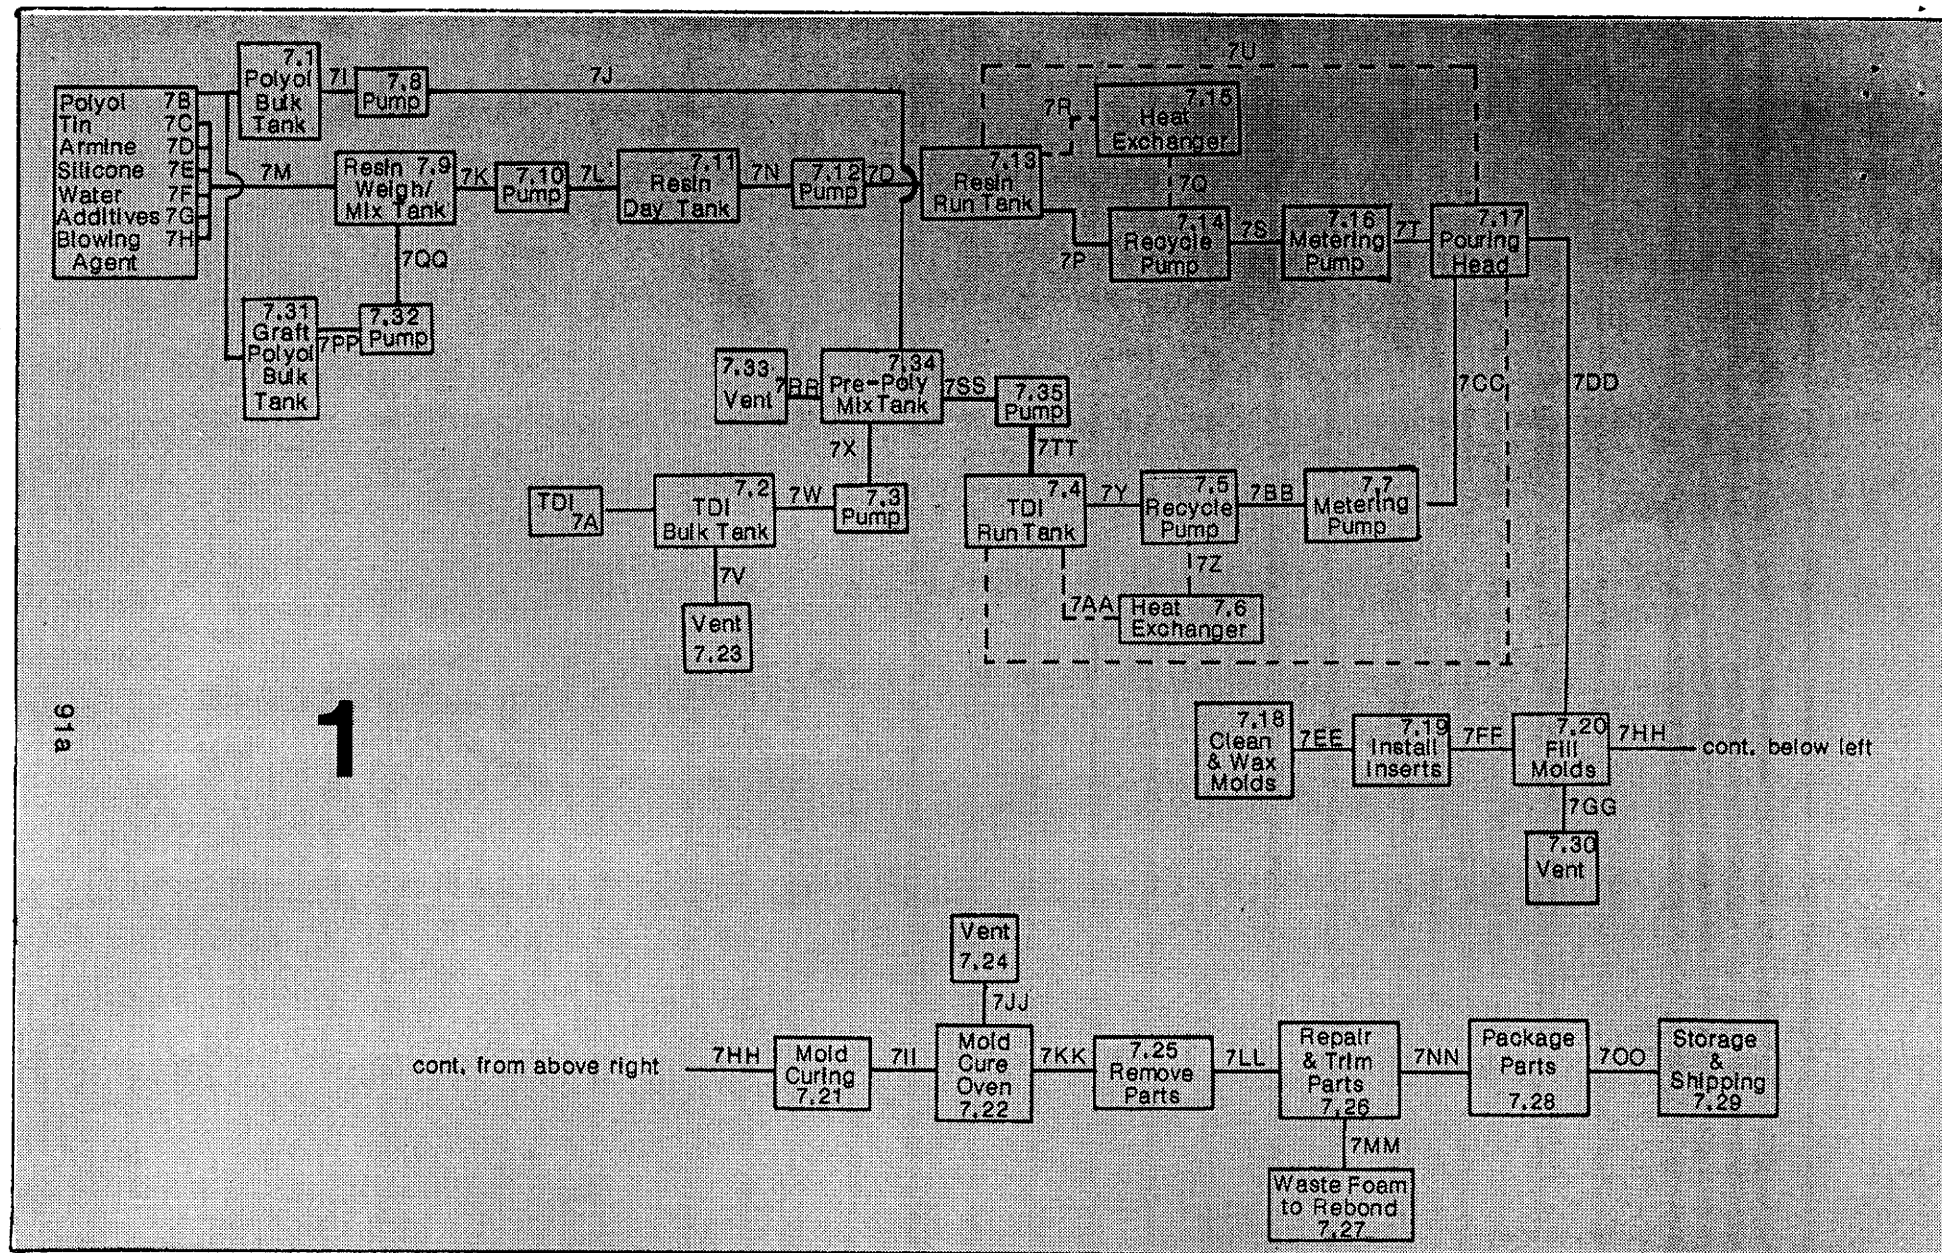 7.1
Polyol
Bulk
Tank
7I
7.8
Pump
7J
7U
Polyol 7B
Tin 7C
Armine 7D
Silicone 7E
Water 7F
Additives 7G
Blowing 7H
Agent
7M
Resin 7.9
Weigh/
Mix Tank
7K
7.10
Pump
7L
7.11
Resin
Day Tank
7N
7.12
Pump
7D
7.13
Resin
Run Tank
7R
7.15
Heat
Exchanger
7Q
7P
7.14
Recycle
Pump
7S
7.16
Metering
Pump
7T
7.17
Pouring
Head
7QQ
7.31
Graft
Polyol
Bulk
Tank
7PP
7.32
Pump
7.33
Vent
7RR
7.34
Pre-Poly
Mix Tank
7SS
7.35
Pump
7CC
7DD
7X
7TT
TDI
7A
7.2
TDI
Bulk Tank
7W
7.3
Pump
7.4
TDI
Run Tank
7Y
7.5
Recycle
Pump
7BB
7.7
Metering
Pump
7V
7Z
Vent
7.23
7AA
Heat 7.6
Exchanger
91a
1
7.18
Clean
& Wax
Molds
7EE
7.19
Install
Inserts
7FF
7.20
Fill
Molds
7HH
cont. below left
7GG
7.30
Vent
Vent
7.24
7JJ
cont. from above right
7HH
Mold
Curing
7.21
7II
Mold
Cure
Oven
7.22
7KK
7.25
Remove
Parts
7LL
Repair
& Trim
Parts
7.26
7NN
Package
Parts
7.28
7OO
Storage
&
Shipping
7.29
7MM
Waste Foam
to Rebond
7.27